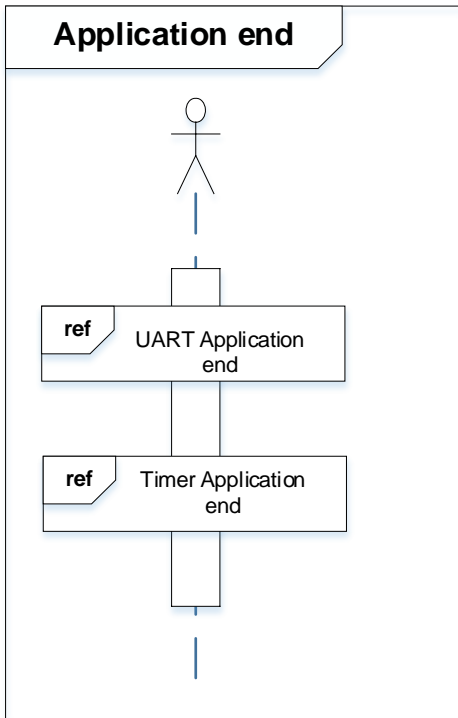 Application end
ref
UART Application
end
ref
Timer Application
end